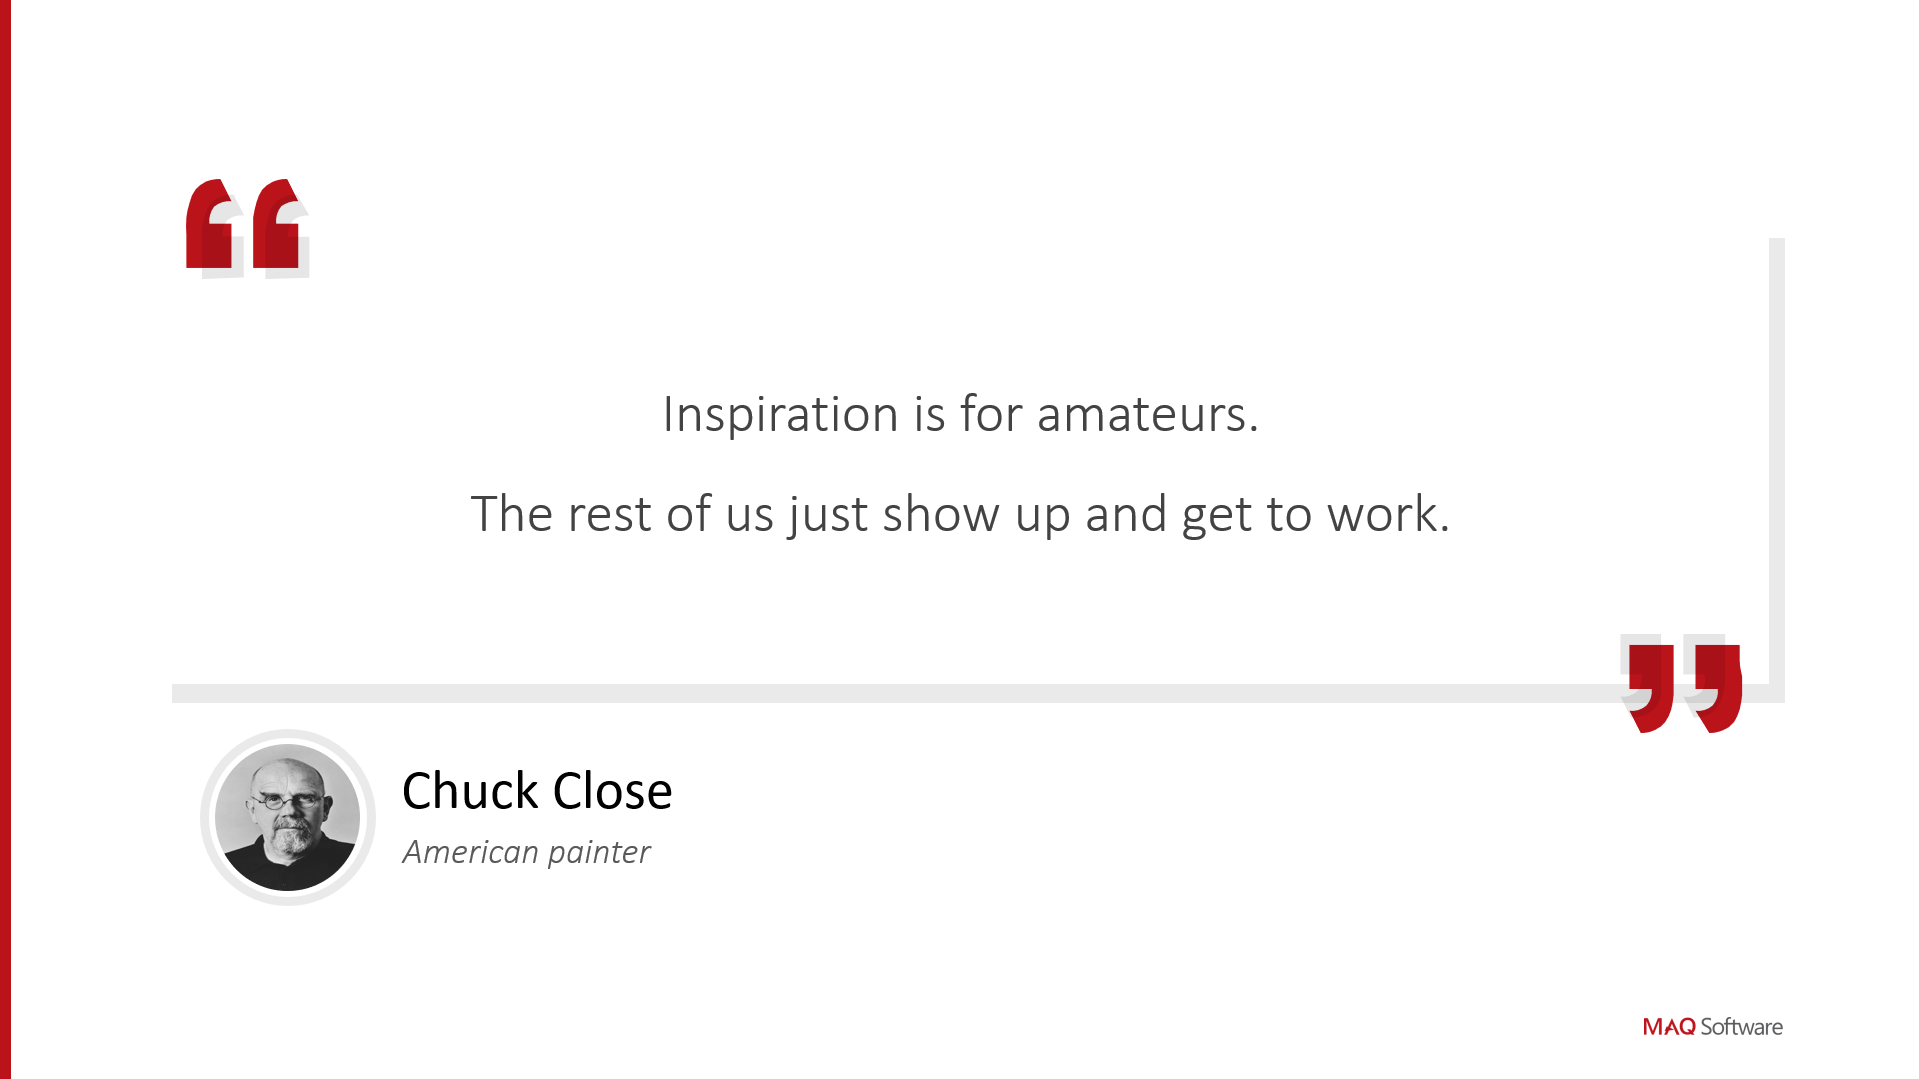 Inspiration is for amateurs.
The rest of us just show up and get to work.
Chuck Close
American painter
MAQ Software